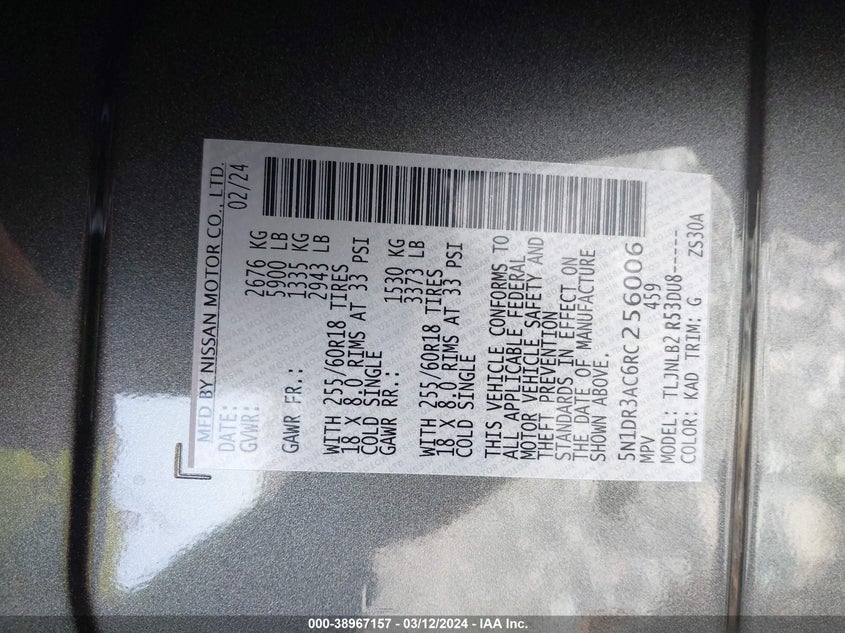 MFD BY NISSAN MOTOR CO., LTD.
DATE: 02/24
GVWR: 2676 KG
5900 LB
GAWR FR.: 1335 KG
2943 LB
WITH 255/60R18 TIRES
18 X 8.0 RIMS AT 33 PSI
COLD SINGLE
GAWR RR.: 1530 KG
3373 LB
WITH 255/60R18 TIRES
18 X 8.0 RIMS AT 33 PSI
COLD SINGLE
THIS VEHICLE CONFORMS TO
ALL APPLICABLE FEDERAL
MOTOR VEHICLE SAFETY AND
THEFT PREVENTION
STANDARDS IN EFFECT ON
THE DATE OF MANUFACTURE
SHOWN ABOVE.
5N1DR3AC6RC256006
MPV 459
MODEL: TLJNLB2 R53DU8-----
COLOR: KAD TRIM: G ZS30A
000-38967157 - 03/12/2024 - IAA Inc.